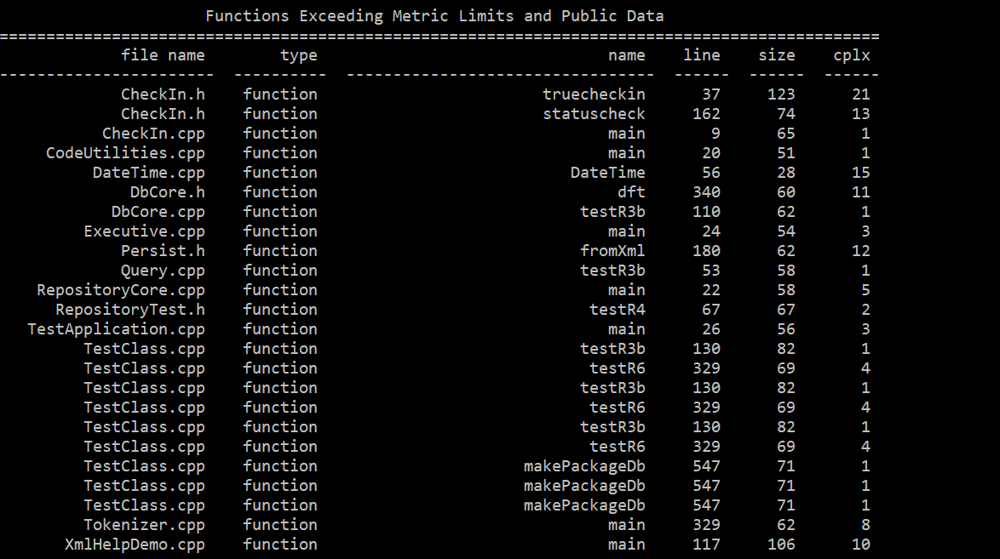 Functions Exceeding Metric Limits and Public Data
==============================================================================================
file name type name line size cplx
----------------------- ---------- --------------------------------- ------ ------ ------
CheckIn.h function truecheckin 37 123 21
CheckIn.h function statuscheck 162 74 13
CheckIn.cpp function main 9 65 1
CodeUtilities.cpp function main 20 51 1
DateTime.cpp function DateTime 56 28 15
DbCore.h function dft 340 60 11
DbCore.cpp function testR3b 110 62 1
Executive.cpp function main 24 54 3
Persist.h function fromXml 180 62 12
Query.cpp function testR3b 53 58 1
RepositoryCore.cpp function main 22 58 5
RepositoryTest.h function testR4 67 67 2
TestApplication.cpp function main 26 56 3
TestClass.cpp function testR3b 130 82 1
TestClass.cpp function testR6 329 69 4
TestClass.cpp function testR3b 130 82 1
TestClass.cpp function testR6 329 69 4
TestClass.cpp function testR3b 130 82 1
TestClass.cpp function testR6 329 69 4
TestClass.cpp function makePackageDb 547 71 1
TestClass.cpp function makePackageDb 547 71 1
TestClass.cpp function makePackageDb 547 71 1
Tokenizer.cpp function main 329 62 8
XmlHelpDemo.cpp function main 117 106 10